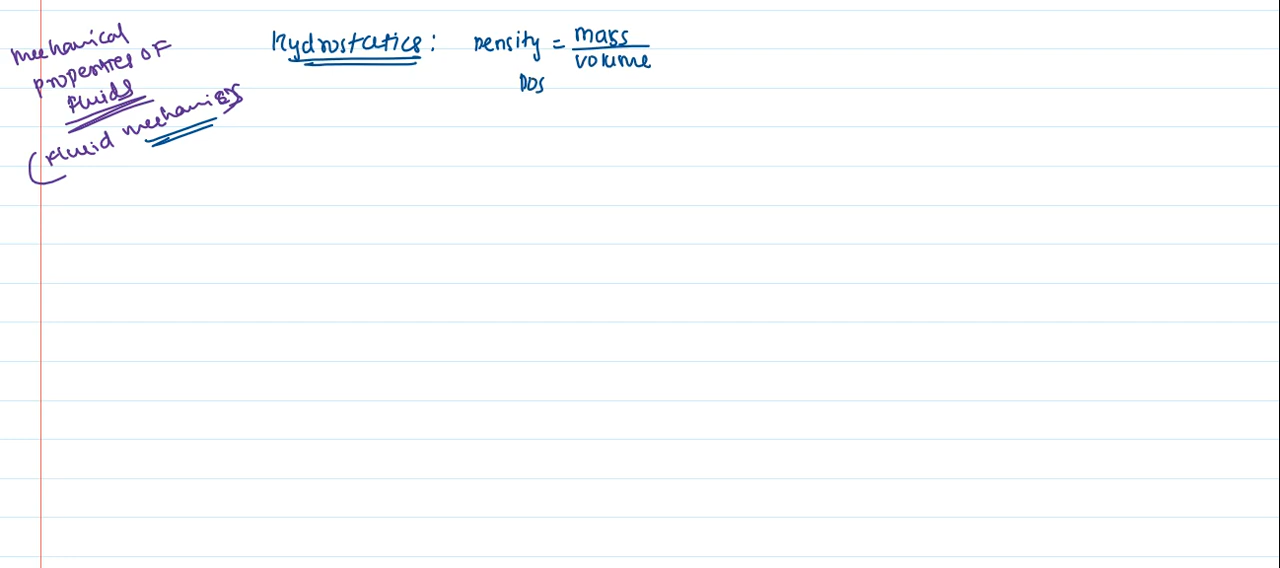 Mechanical
Properties OF
Fluids
(Fluid mechanics
Hydrostatics : Density = mass
volume
DOS